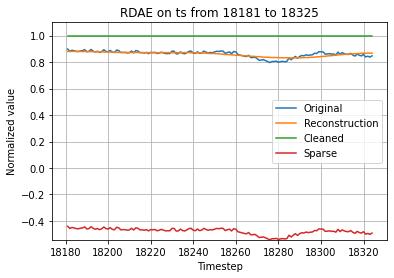 RDAE on ts from 18181 to 18325
Normalized value
1.0
0.8
0.6
0.4
0.2
0.0
−0.2
−0.4
Original
Reconstruction
Cleaned
Sparse
18180 18200 18220 18240 18260 18280 18300 18320
Timestep